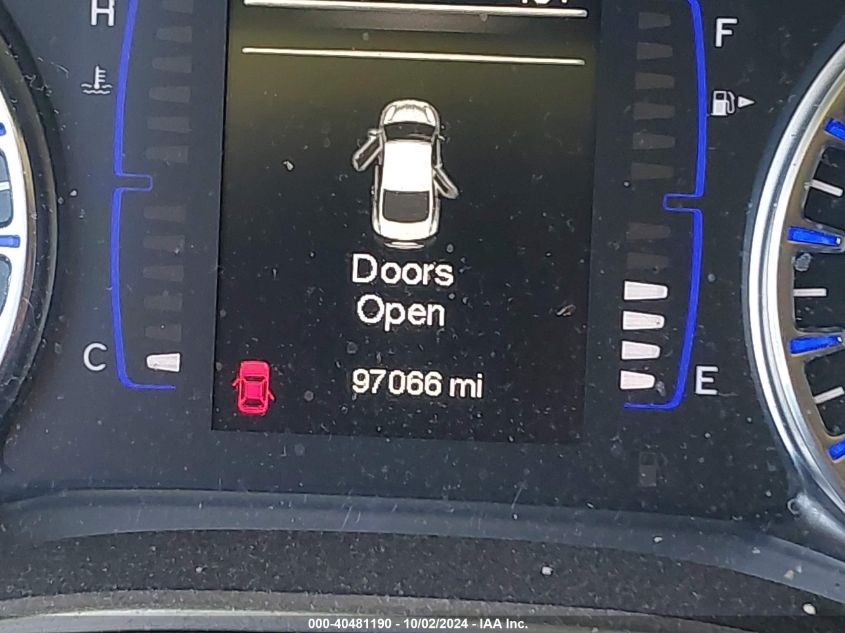 H
F
Doors
Open
C
97066 mi
E
000-40481190 - 10/02/2024 - IAA Inc.